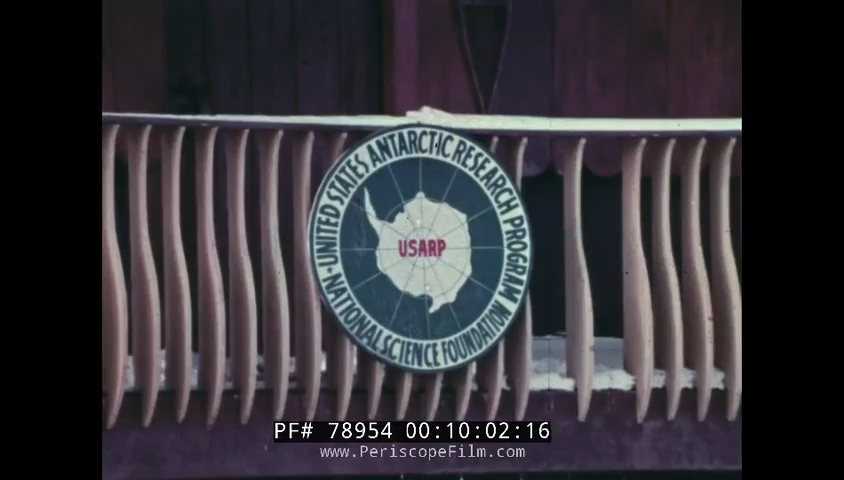 UNITED STATES ANTARCTIC RESEARCH PROGRAM
USARP
NATIONAL SCIENCE FOUNDATION
PF# 78954 00:10:02:16
www.PeriscopeFilm.com